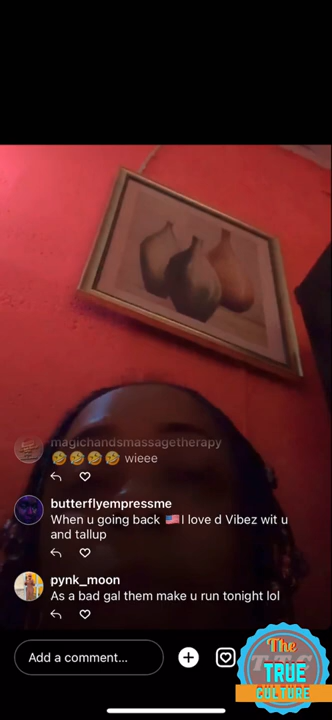 magichandsmassagetherapy
🤣🤣🤣🤣 wieee
butterflyempressme
When u going back 🇺🇸I love d Vibez wit u
and tallup
pynk_moon
As a bad gal them make u run tonight lol
Add a comment...
The
TRUE
CULTURE